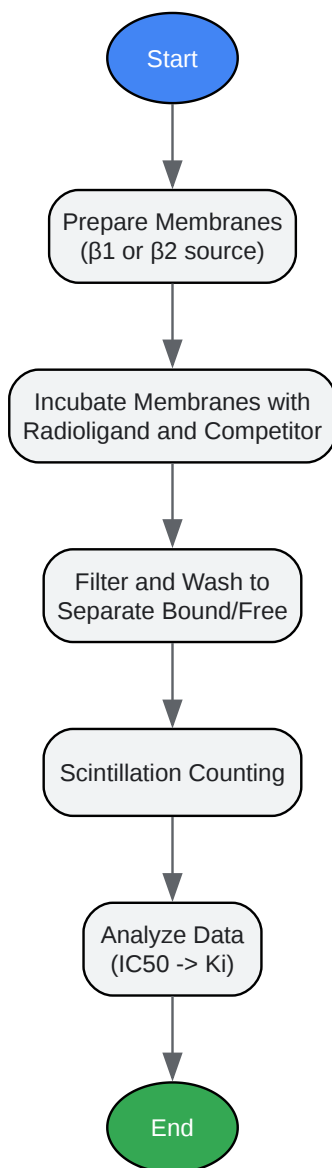 Start
Prepare Membranes
(β1 or β2 source)
Incubate Membranes with
Radioligand and Competitor
Filter and Wash to
Separate Bound/Free
Scintillation Counting
Analyze Data
(IC50 -> Ki)
End